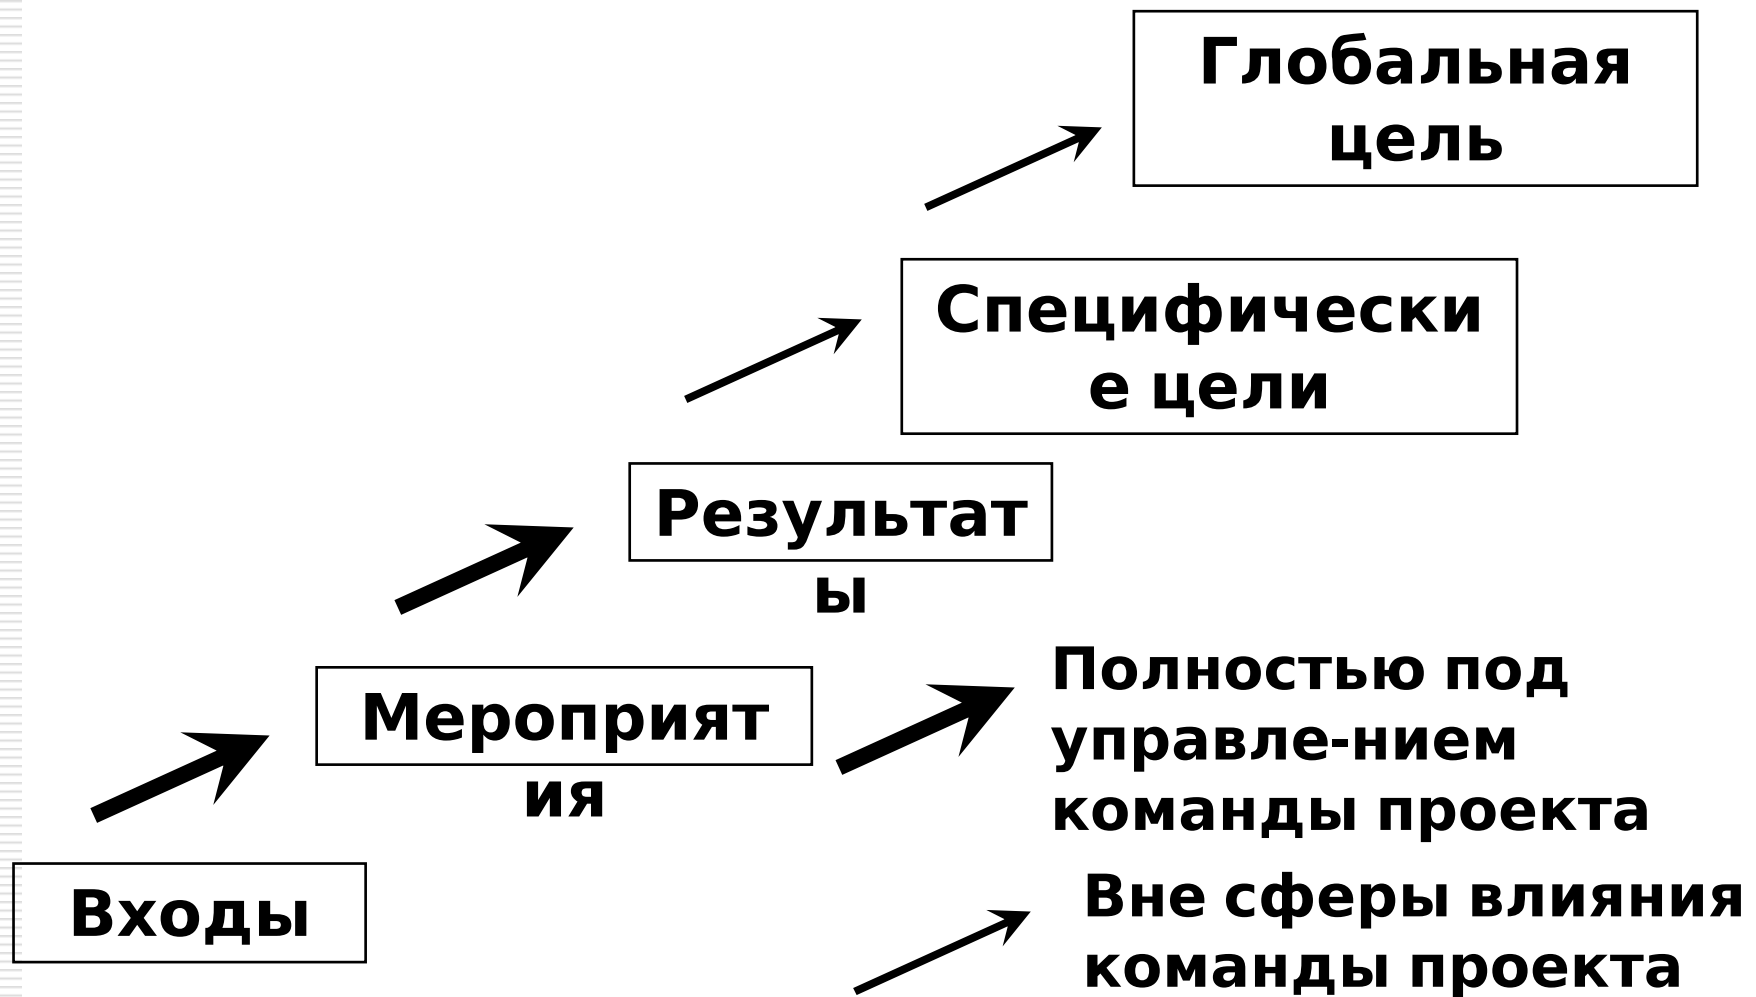 Глобальная
цель
Специфически
е цели
Результат
ы
Мероприят
ия
Полностью под
управле-нием
команды проекта
Входы
Вне сферы влияния
команды проекта